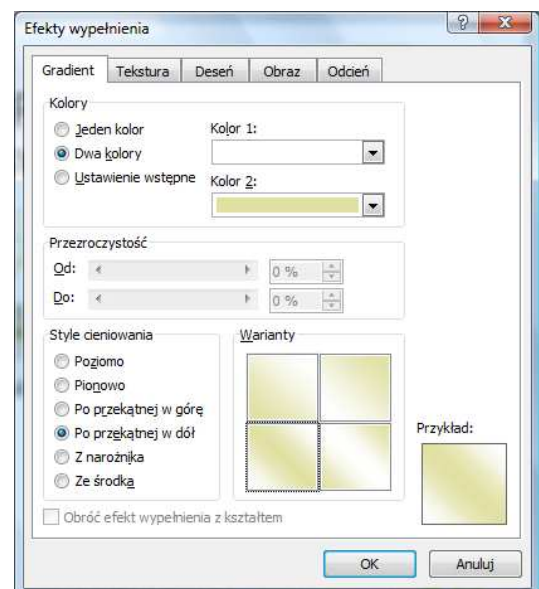 Efekty wypełnienia
Gradient Tekstura Deseń Obraz Odcień
Kolory
Jeden kolor
Dwa kolory
Ustawienie wstępne
Kolor 1:
Kolor 2:
Przezroczystość
Od: 0 %
Do: 0 %
Style cieniowania
Poziomo
Pionowo
Po przekątnej w górę
Po przekątnej w dół
Z narożnika
Ze środka
Warianty
Przykład:
Obróć efekt wypełnienia z kształtem
OK Anuluj